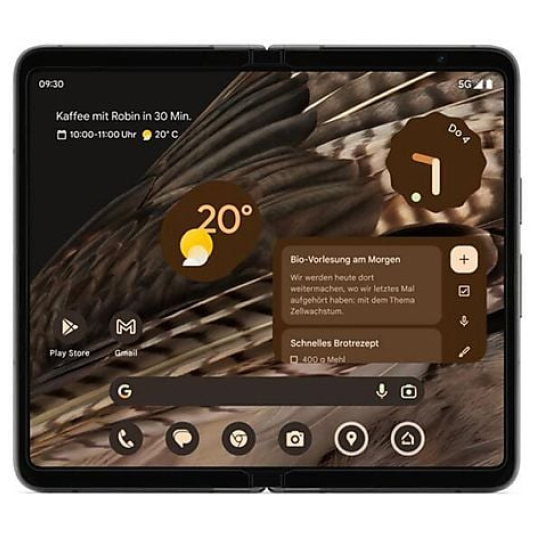 09:30
5G
Kaffee mit Robin in 30 Min.
10:00-11:00 Uhr 20° C
Do 4
20°
Bio-Vorlesung am Morgen
Wir werden heute dort
weitermachen, wo wir letztes Mal
aufgehört haben: mit dem Thema
Zellwachstum.
Schnelles Brotrezept
400 g Mehl
Play Store
Gmail
G